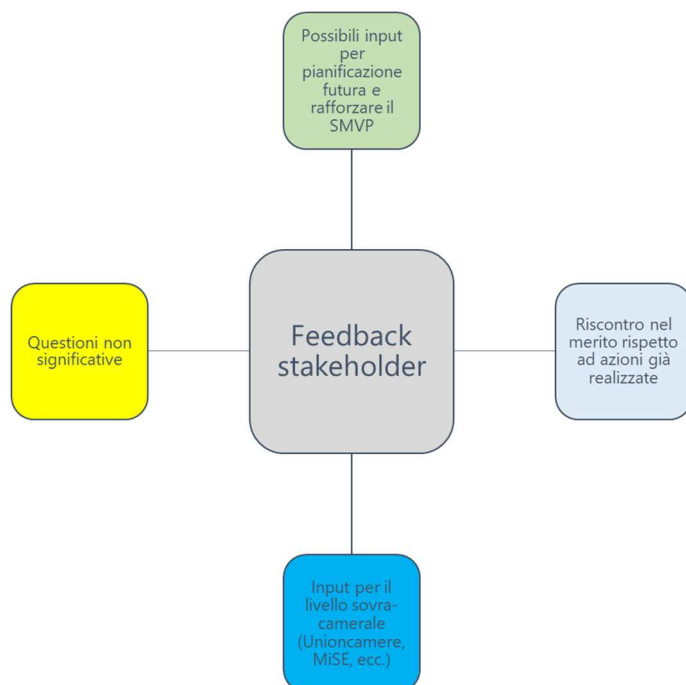 Possibili input
per
pianificazione
futura e
rafforzare il
SMVP
Questioni non
significative
Feedback
stakeholder
Riscontro nel
merito rispetto
ad azioni già
realizzate
Input per il
livello sovra-
camerale
(Unioncamere,
MiSE, ecc.)